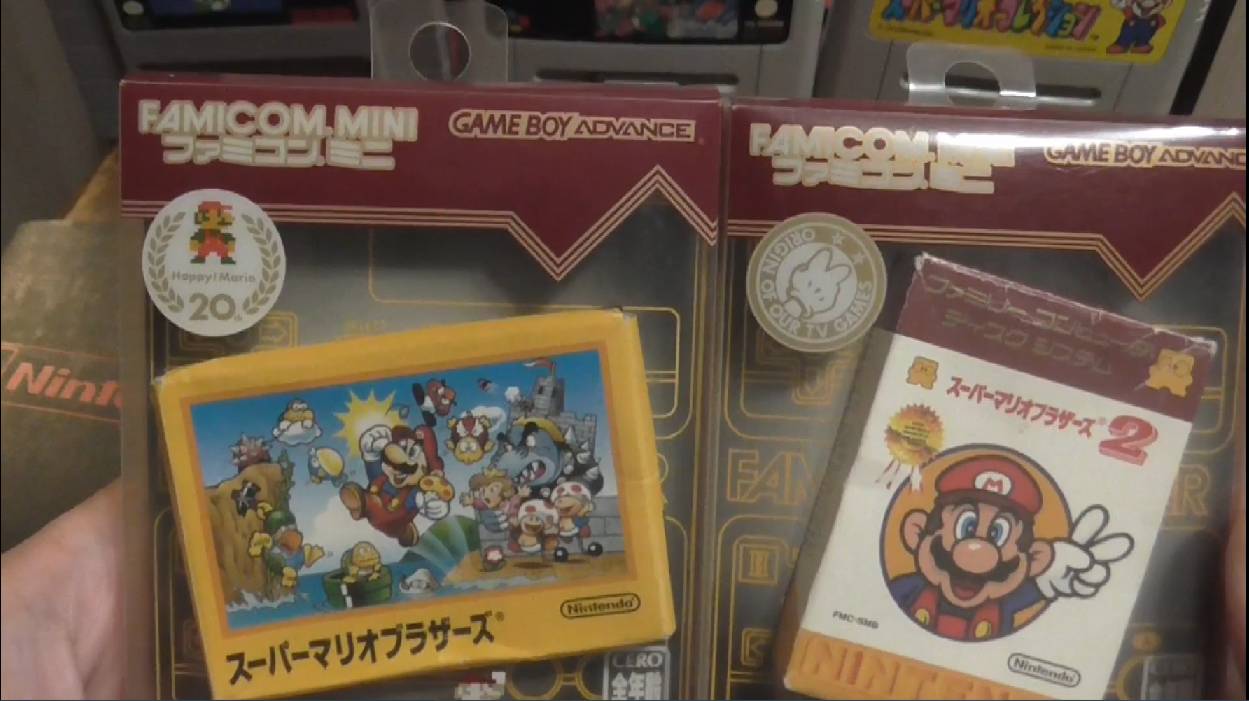 スーパーマリオコレクション
FAMICOM MINI
ファミコンミニ
GAME BOY ADVANCE
Happy! Mario
20th
スーパーマリオブラザーズ®
Nintendo
CERO
全年齢
FAMICOM MINI
ファミコンミニ
GAME BOY ADVANC
ORIGIN OF OUR TV GAMES
ファミリーコンピュータ
ディスクシステム
スーパーマリオブラザーズ®2
M
FMC-SMB
Nintendo
NINTEN
Ninte
FAM
R
II